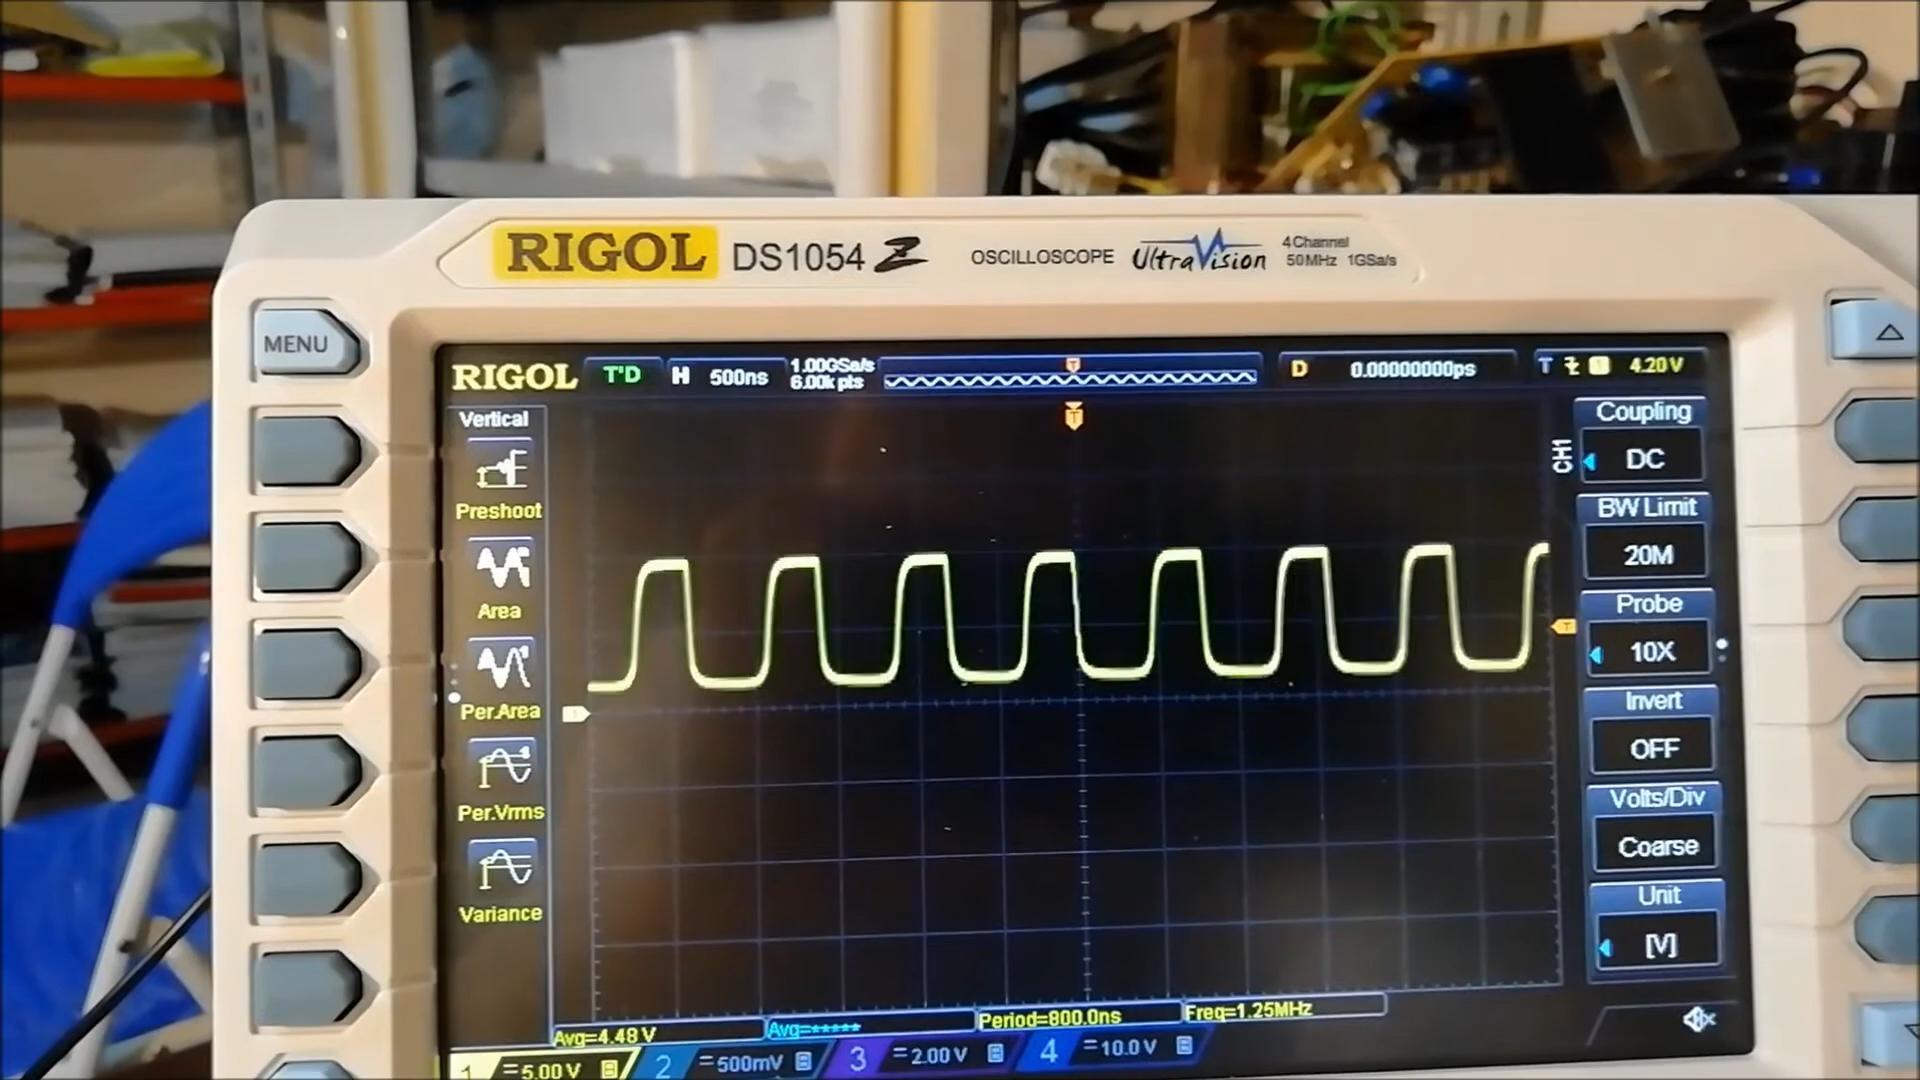 RIGOL DS1054 Z OSCILLOSCOPE UltraVision 4 Channel 50MHz 1GSa/s
MENU
RIGOL T'D H 500ns 1.00GSa/s 6.00k pts D 0.00000000ps T 1 4.20 V
Vertical
Preshoot
Area
Per.Area
Per.Vrms
Variance
CH1
Coupling
DC
BW Limit
20M
Probe
10X
Invert
OFF
Volts/Div
Coarse
Unit
[V]
Avg=4.48 V Avg=***** Period=800.0ns Freq=1.25MHz
1 =5.00 V B 2 =500mV B 3 =2.00 V B 4 =10.0 V B